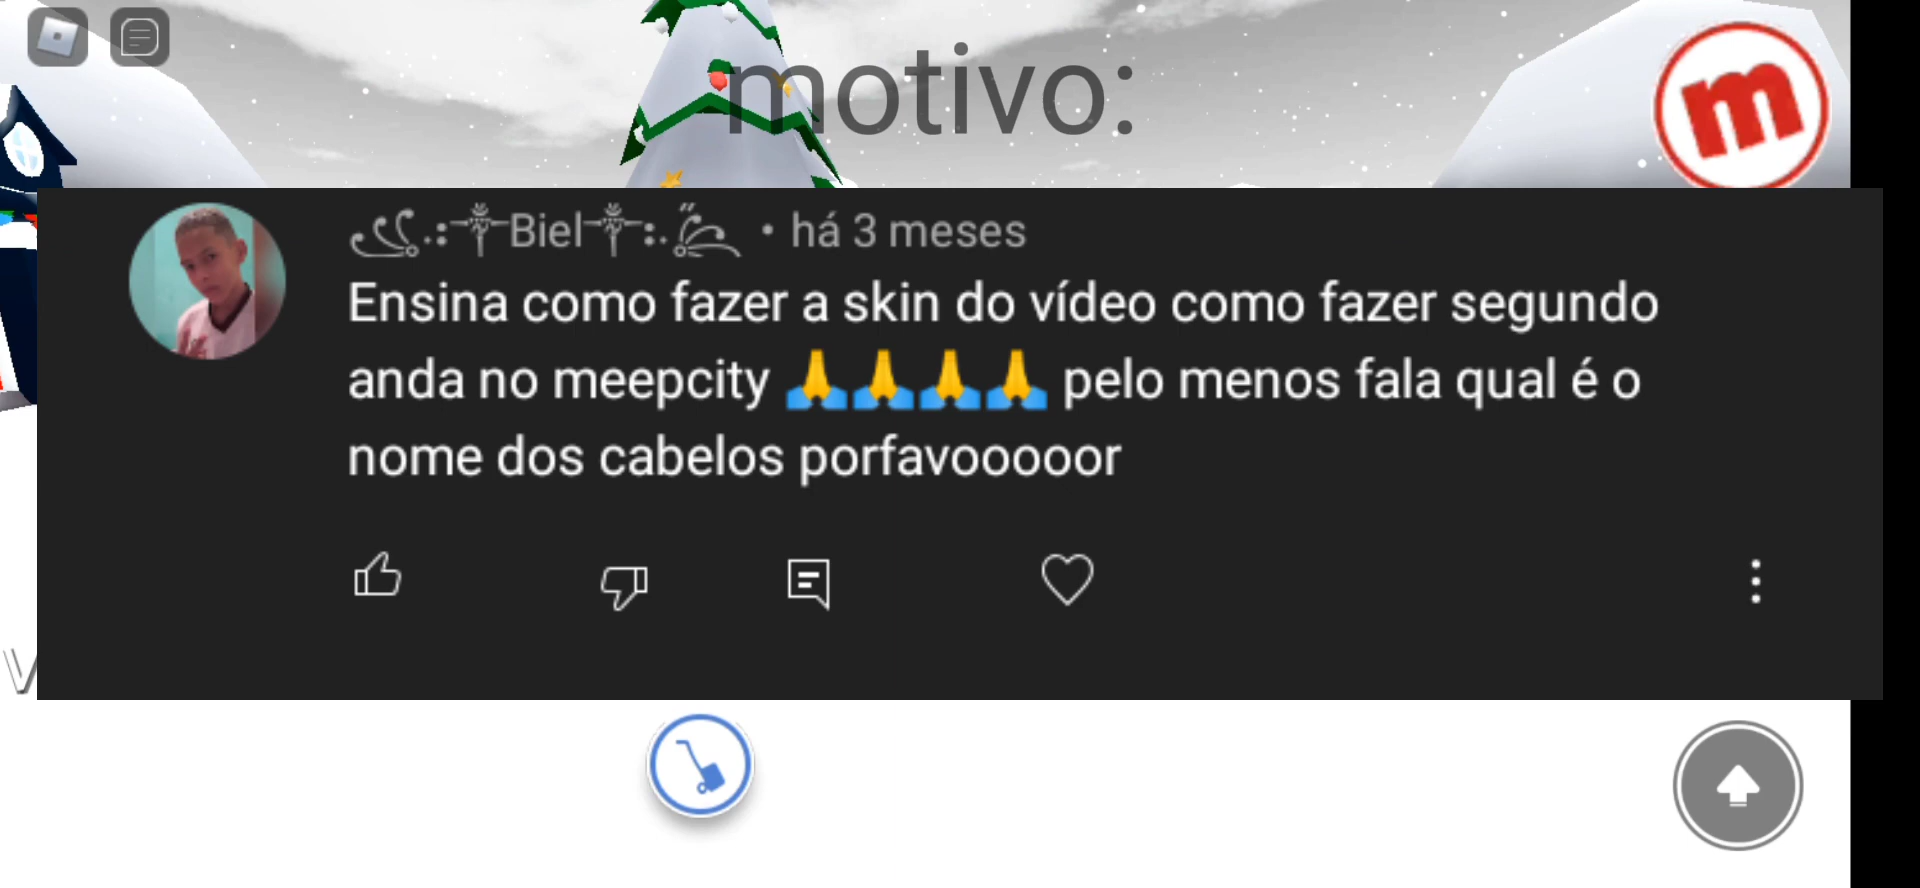 motivo:
m
Biel • há 3 meses
Ensina como fazer a skin do vídeo como fazer segundo
anda no meepcity 🙏🙏🙏🙏 pelo menos fala qual é o
nome dos cabelos porfavooooor
V